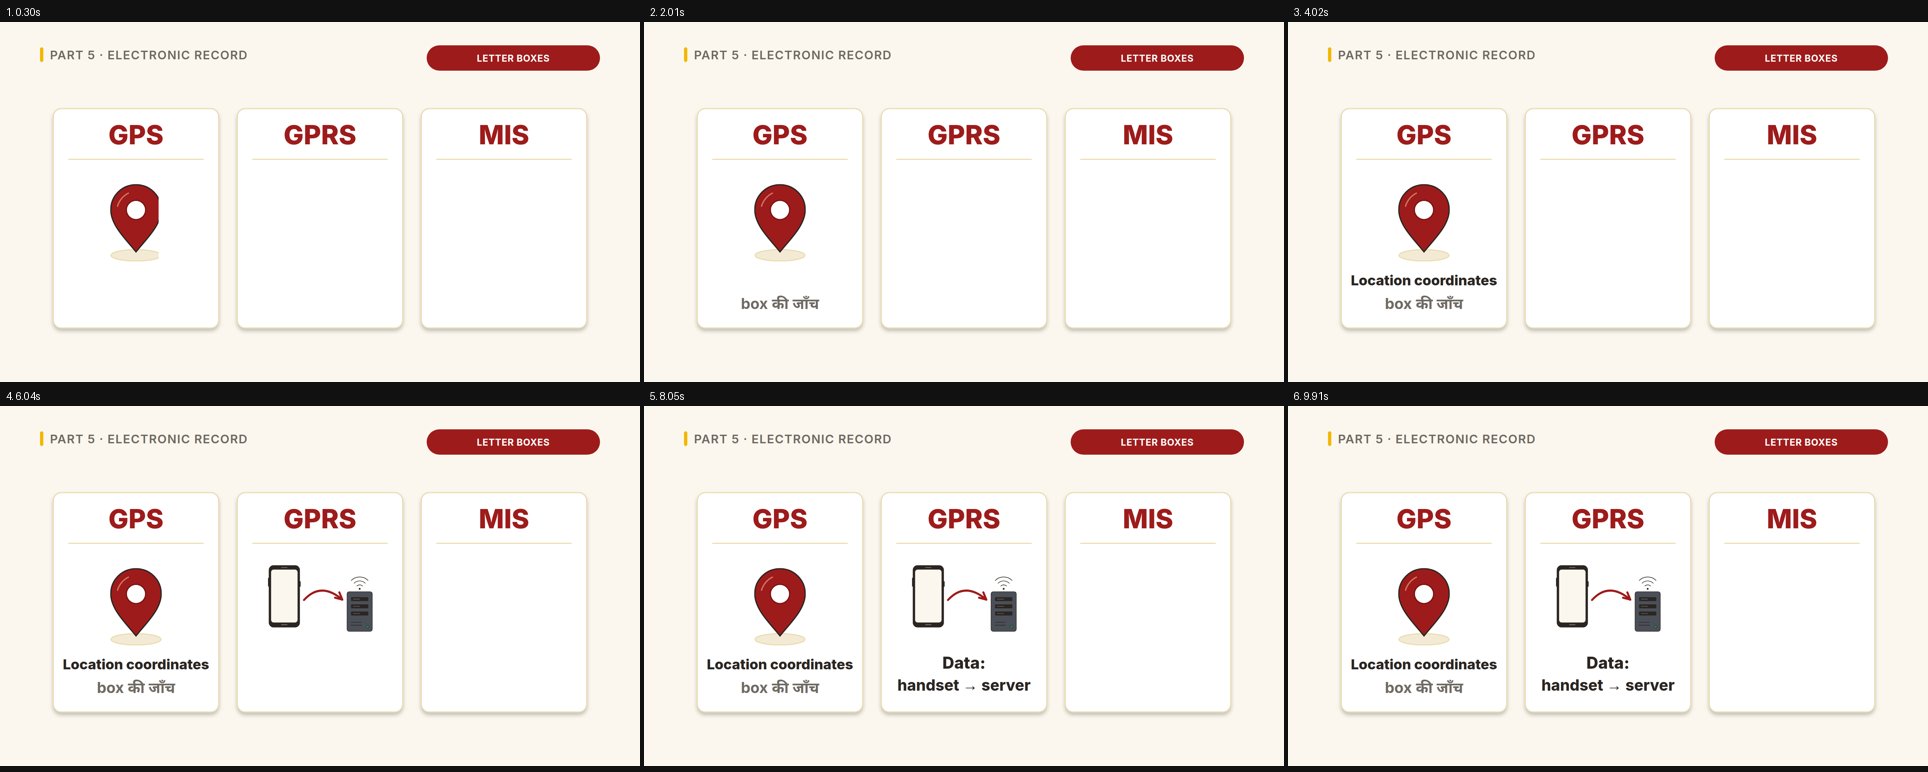 1. 0.30s
PART 5 · ELECTRONIC RECORD
LETTER BOXES
GPS
GPRS
MIS
2. 2.01s
PART 5 · ELECTRONIC RECORD
LETTER BOXES
GPS
GPRS
MIS
box की जाँच
3. 4.02s
PART 5 · ELECTRONIC RECORD
LETTER BOXES
GPS
GPRS
MIS
Location coordinates
box की जाँच
4. 6.04s
PART 5 · ELECTRONIC RECORD
LETTER BOXES
GPS
GPRS
MIS
Location coordinates
box की जाँच
5. 8.05s
PART 5 · ELECTRONIC RECORD
LETTER BOXES
GPS
GPRS
MIS
Location coordinates
box की जाँच
Data:
handset → server
6. 9.91s
PART 5 · ELECTRONIC RECORD
LETTER BOXES
GPS
GPRS
MIS
Location coordinates
box की जाँच
Data:
handset → server